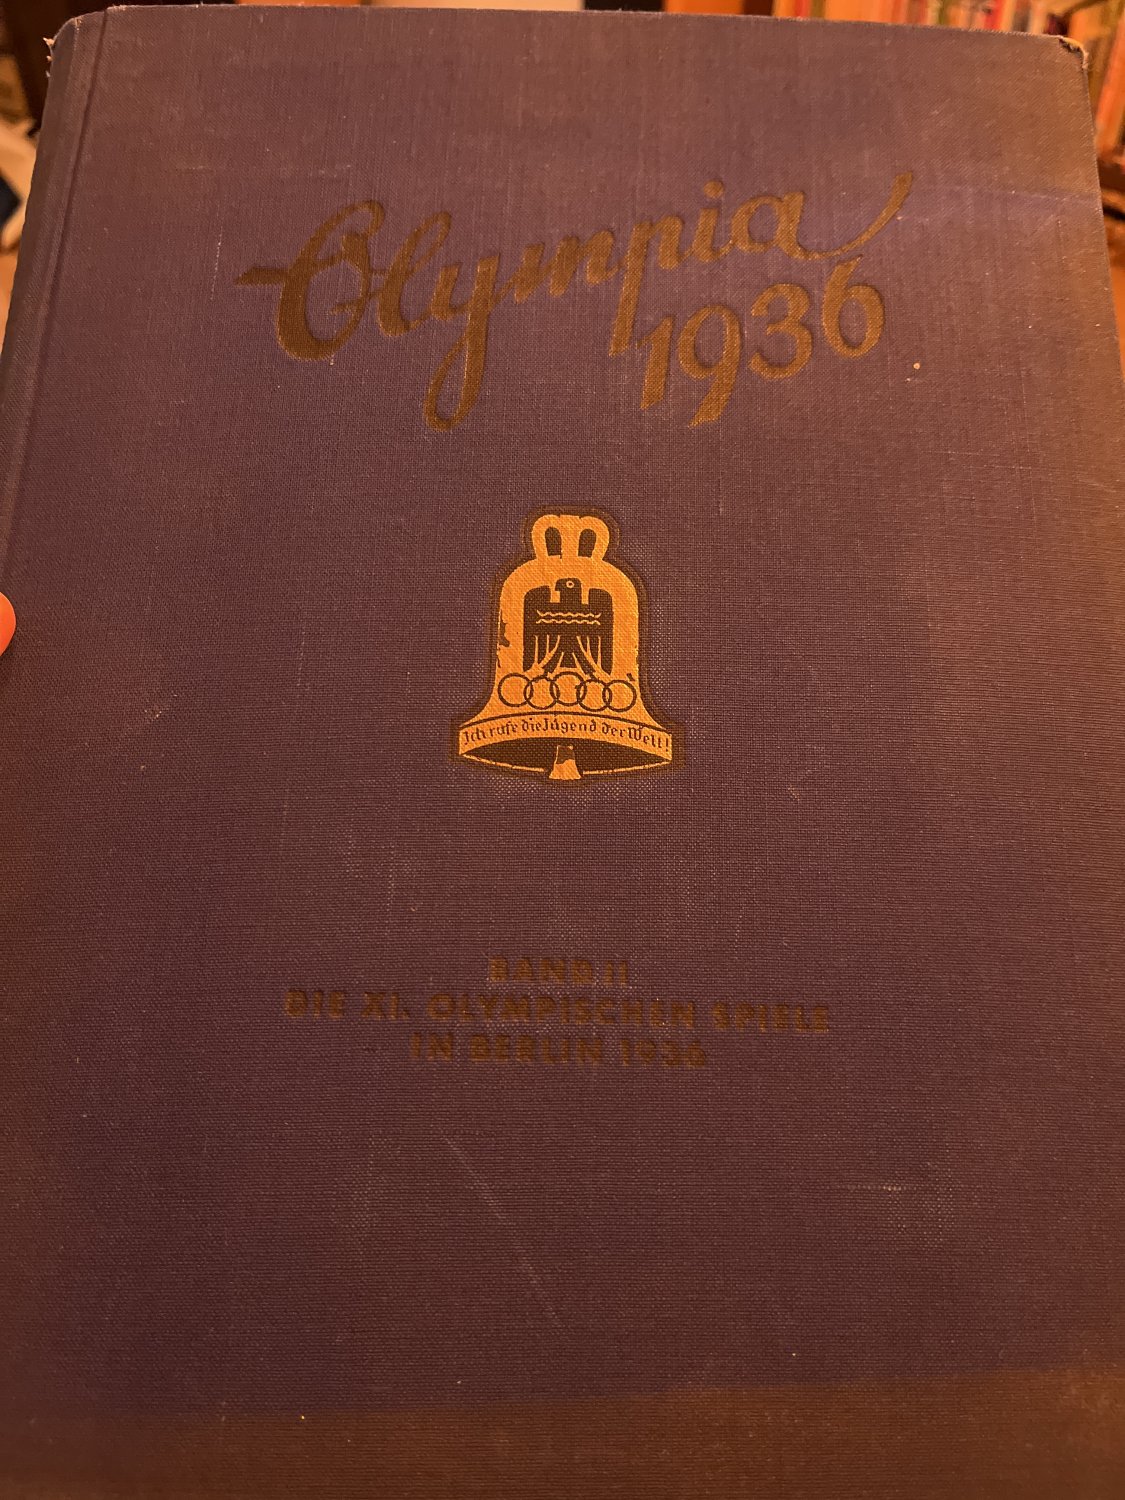 Olympia
1936
Ich rufe die Jugend der Welt!
BAND II
DIE XI. OLYMPISCHEN SPIELE
IN BERLIN 1936